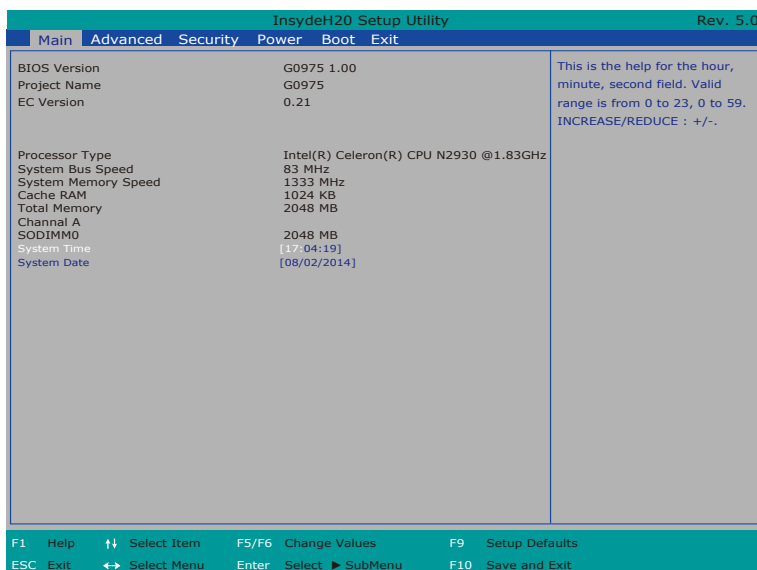 InsydeH20 Setup Utility Rev. 5.0
Main Advanced Security Power Boot Exit
BIOS Version G0975 1.00
Project Name G0975
EC Version 0.21
Processor Type Intel(R) Celeron(R) CPU N2930 @1.83GHz
System Bus Speed 83 MHz
System Memory Speed 1333 MHz
Cache RAM 1024 KB
Total Memory 2048 MB
Channal A
SODIMM0 2048 MB
System Time [17:04:19]
System Date [08/02/2014]
This is the help for the hour,
minute, second field. Valid
range is from 0 to 23, 0 to 59.
INCREASE/REDUCE : +/-.
F1 Help ↑↓ Select Item F5/F6 Change Values F9 Setup Defaults
ESC Exit ↔ Select Menu Enter Select ▶ SubMenu F10 Save and Exit